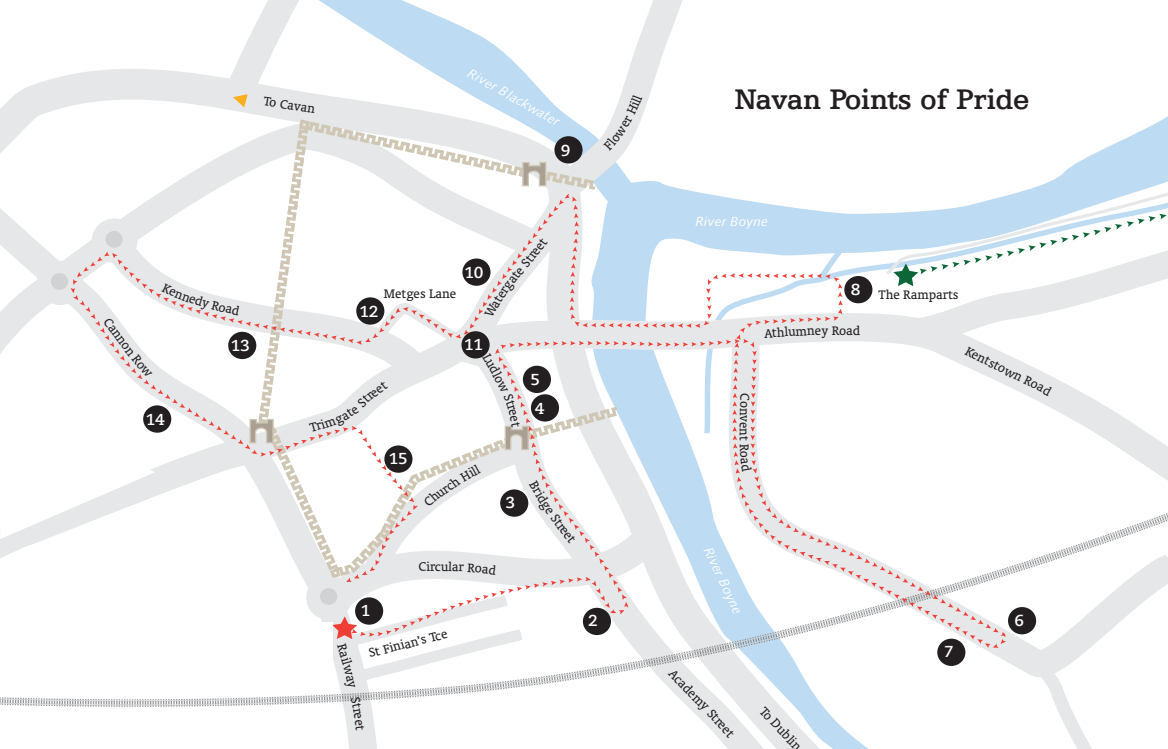 Navan Points of Pride
To Cavan
River Blackwater
Flower Hill
9
River Boyne
10
Watergate Street
Metges Lane
12
Kennedy Road
13
11
8
The Ramparts
Athlumney Road
Kentstown Road
Cannon Row
14
Trimgate Street
15
Ludlow Street
5
4
Convent Road
Church Hill
3
Bridge Street
Circular Road
River Boyne
1
2
6
7
St Finian's Tce
Railway Street
Academy Street
To Dublin